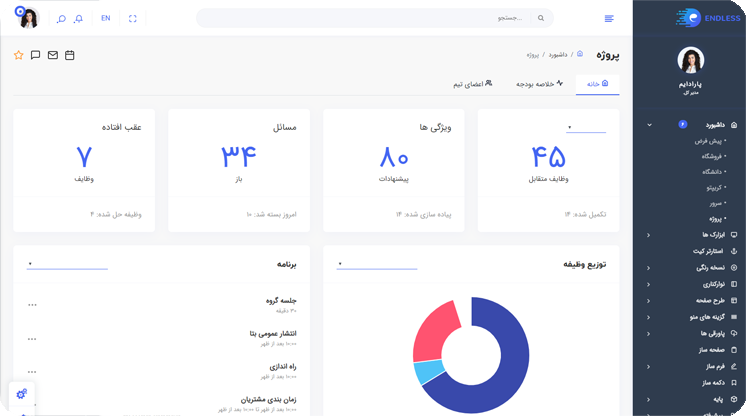 ENDLESS
پارادایم
مدیر کل
داشبورد
۶
پیش فرض
فروشگاه
دانشگاه
کریپتو
سرور
پروژه
ابزارک ها
استارتر کیت
نسخه رنگی
نوارکناری
طرح صفحه
گزینه های منو
پاورقی ها
صفحه ساز
فرم ساز
دکمه ساز
پایه
جستجو...
EN
پروژه
داشبورد / پروژه
خانه
خلاصه بودجه
اعضای تیم
۴۵
وظایف متقابل
تکمیل شده: ۱۴
ویژگی ها
۸۰
پیشنهادات
پیاده سازی شده: ۱۴
مسائل
۳۴
باز
امروز بسته شد: ۱۰
عقب افتاده
۷
وظایف
وظیفه حل شده: ۴
توزیع وظیفه
برنامه
جلسه گروه
۳۰ دقیقه
انتشار عمومی بتا
۱۰:۰۰ بعد از ظهر
راه اندازی
۱۰:۰۰ بعد از ظهر
زمان بندی مشتریان
۱۰:۰۰ بعد از ظهر تا ۱۰:۰۰ بعد از ظهر